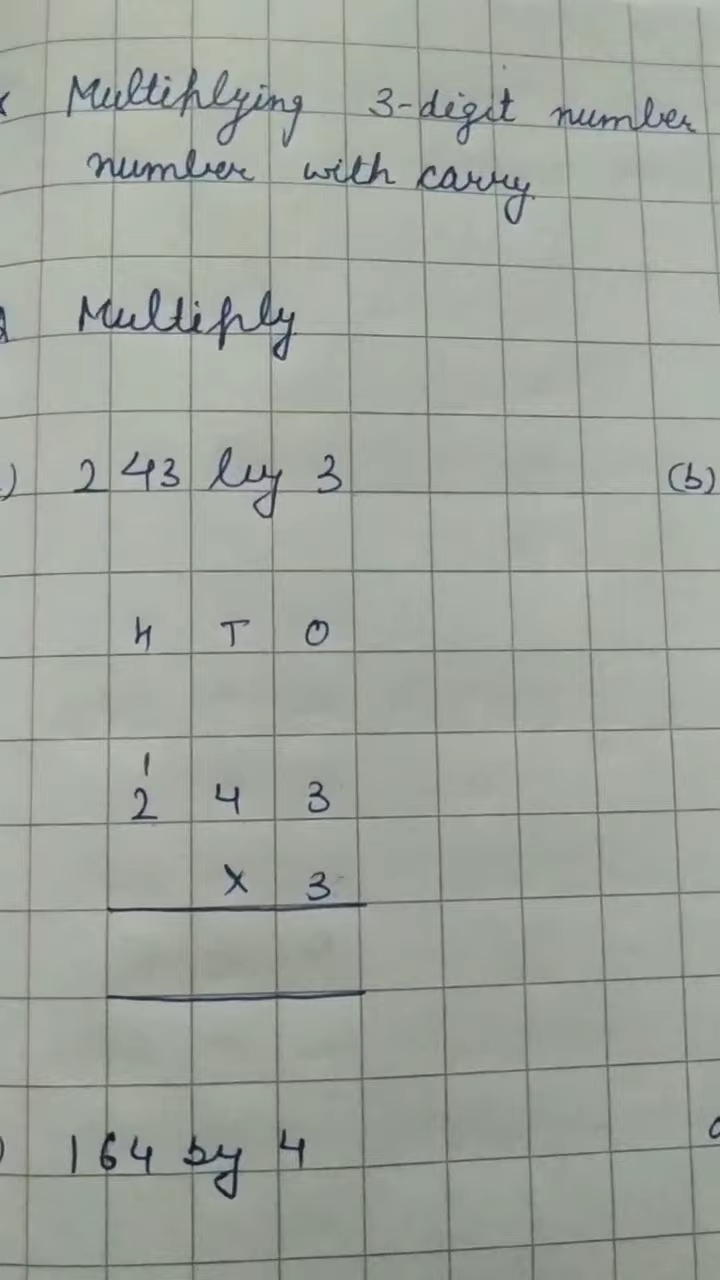 Multiplying 3-digit number
number with carry
Multiply
) 243 by 3 (b)
H T O
1
2 4 3
x 3
) 164 by 4